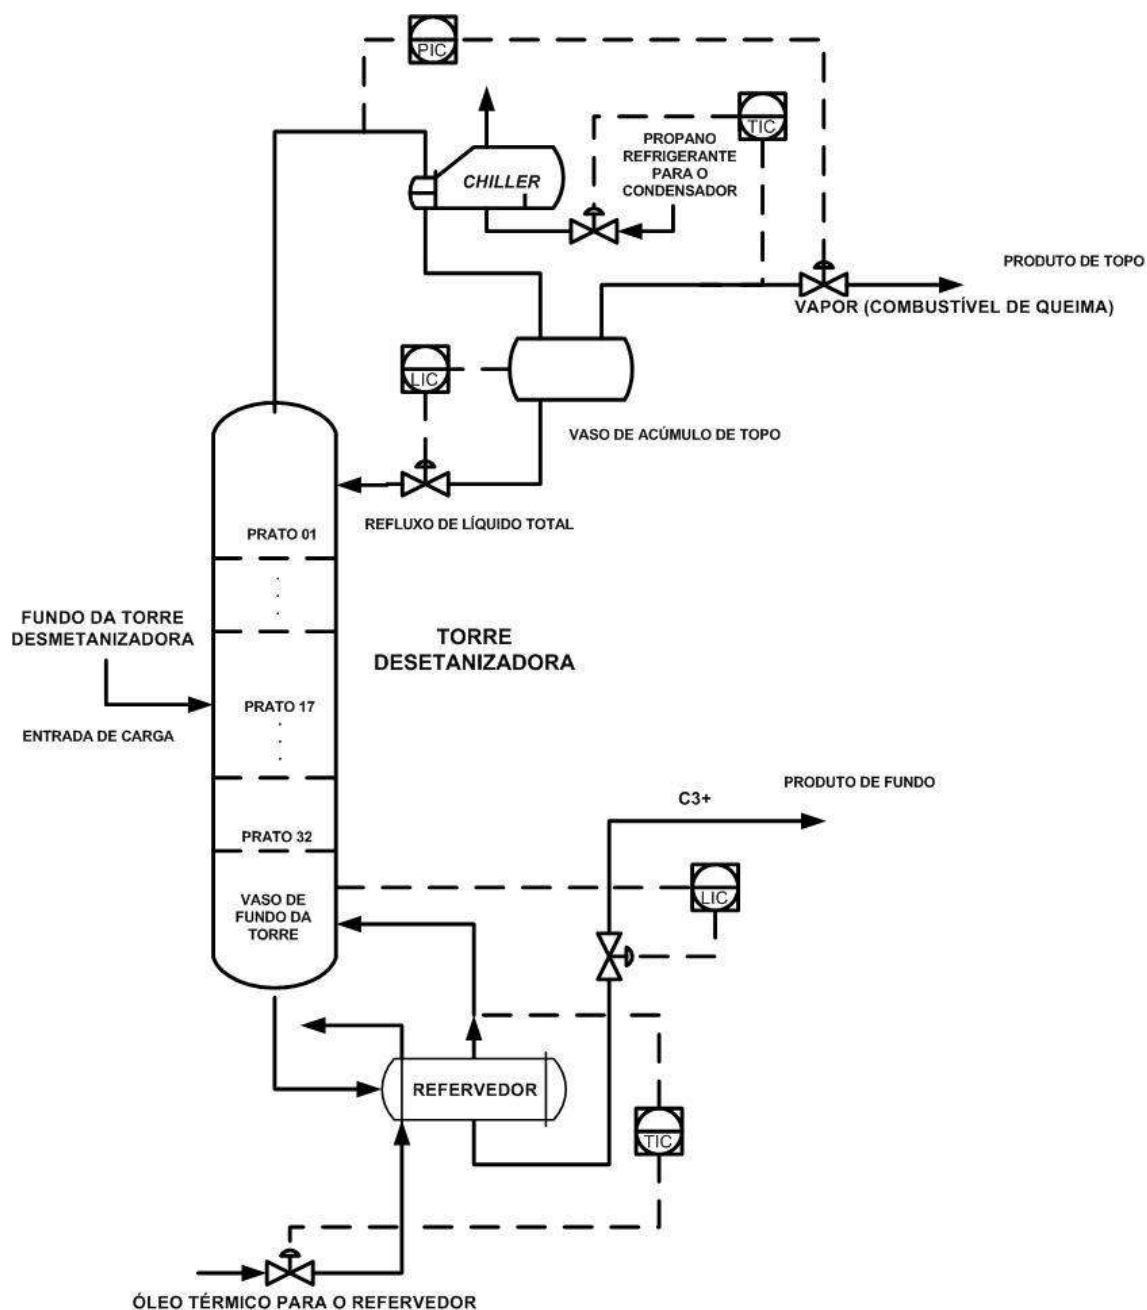 PIC
TIC
PROPANO
REFRIGERANTE
PARA O
CONDENSADOR
CHILLER
PRODUTO DE TOPO
VAPOR (COMBUSTÍVEL DE QUEIMA)
LIC
VASO DE ACÚMULO DE TOPO
REFLUXO DE LÍQUIDO TOTAL
PRATO 01
FUNDO DA TORRE
DESMETANIZADORA
TORRE
DESETANIZADORA
PRATO 17
ENTRADA DE CARGA
PRODUTO DE FUNDO
C3+
PRATO 32
LIC
VASO DE
FUNDO DA
TORRE
REFERVEDOR
TIC
ÓLEO TÉRMICO PARA O REFERVEDOR